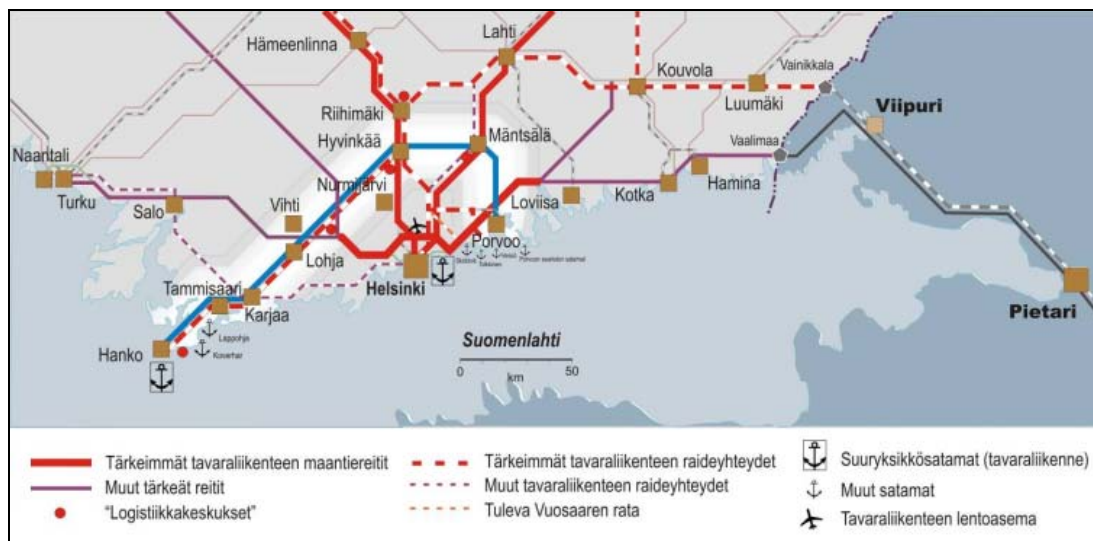 Lahti
Hämeenlinna
Kouvola
Vainikkala
Luumäki
Riihimäki
Viipuri
Hyvinkää
Mäntsälä
Vaalimaa
Naantali
Nurmijärvi
Hamina
Turku
Salo
Vihti
Loviisa
Kotka
Porvoo
Lohja
Tammisaari
Helsinki
Karjaa
Pietari
Lappohja
Suomenlahti
Hanko
Koverhar
0 50
km
Tärkeimmät tavaraliikenteen maantiereitit
Muut tärkeät reitit
"Logistiikkakeskukset"
Tärkeimmät tavaraliikenteen raideyhteydet
Muut tavaraliikenteen raideyhteydet
Tuleva Vuosaaren rata
Suuryksikkösatamat (tavaraliikenne)
Muut satamat
Tavaraliikenteen lentoasema